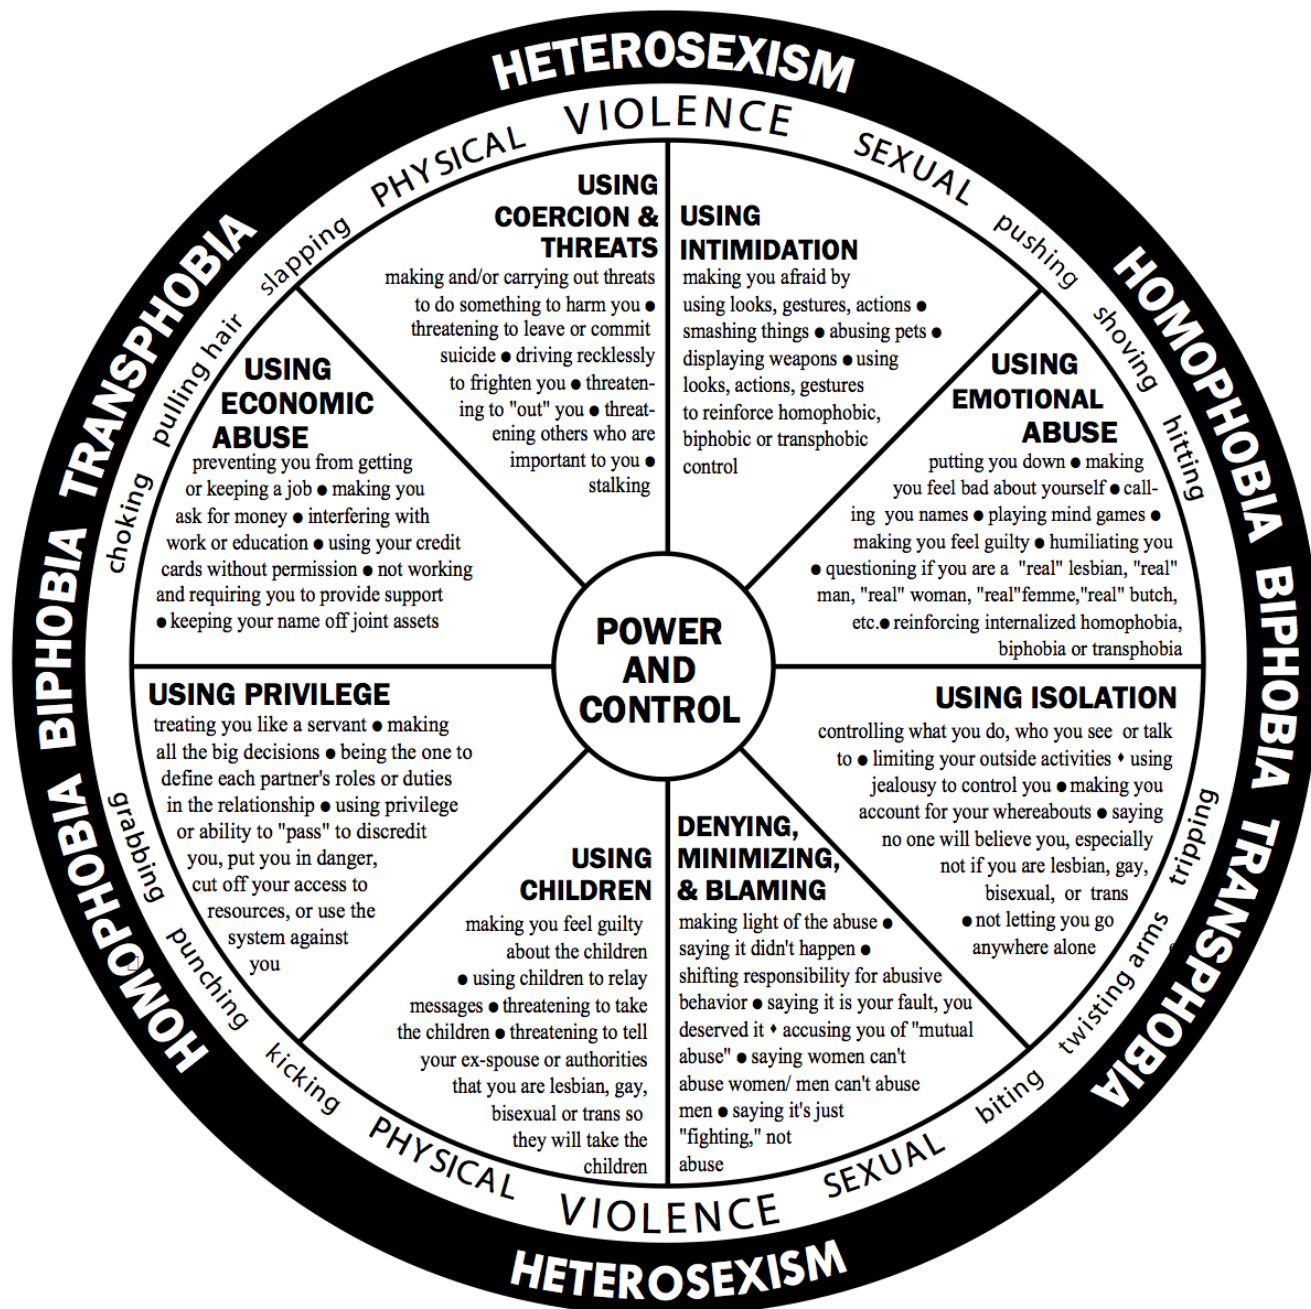 HETEROSEXISM
HOMOPHOBIA BIPHOBIA TRANSPHOBIA
HETEROSEXISM
HOMOPHOBIA BIPHOBIA TRANSPHOBIA
PHYSICAL VIOLENCE SEXUAL
pushing shoving hitting
tripping twisting arms biting
PHYSICAL VIOLENCE SEXUAL
kicking punching grabbing
choking pulling hair slapping
POWER
AND
CONTROL
USING
COERCION &
THREATS
making and/or carrying out threats
to do something to harm you ●
threatening to leave or commit
suicide ● driving recklessly
to frighten you ● threaten-
ing to "out" you ● threat-
ening others who are
important to you ●
stalking
USING
INTIMIDATION
making you afraid by
using looks, gestures, actions ●
smashing things ● abusing pets ●
displaying weapons ● using
looks, actions, gestures
to reinforce homophobic,
biphobic or transphobic
control
USING
EMOTIONAL
ABUSE
putting you down ● making
you feel bad about yourself ● call-
ing you names ● playing mind games ●
making you feel guilty ● humiliating you
● questioning if you are a "real" lesbian, "real"
man, "real" woman, "real"femme,"real" butch,
etc.● reinforcing internalized homophobia,
biphobia or transphobia
USING ISOLATION
controlling what you do, who you see or talk
to ● limiting your outside activities ♦ using
jealousy to control you ● making you
account for your whereabouts ● saying
no one will believe you, especially
not if you are lesbian, gay,
bisexual, or trans
● not letting you go
anywhere alone
DENYING,
MINIMIZING,
& BLAMING
making light of the abuse ●
saying it didn't happen ●
shifting responsibility for abusive
behavior ● saying it is your fault, you
deserved it ♦ accusing you of "mutual
abuse" ● saying women can't
abuse women/ men can't abuse
men ● saying it's just
"fighting," not
abuse
USING
CHILDREN
making you feel guilty
about the children
● using children to relay
messages ● threatening to take
the children ● threatening to tell
your ex-spouse or authorities
that you are lesbian, gay,
bisexual or trans so
they will take the
children
USING PRIVILEGE
treating you like a servant ● making
all the big decisions ● being the one to
define each partner's roles or duties
in the relationship ● using privilege
or ability to "pass" to discredit
you, put you in danger,
cut off your access to
resources, or use the
system against
you
USING
ECONOMIC
ABUSE
preventing you from getting
or keeping a job ● making you
ask for money ● interfering with
work or education ● using your credit
cards without permission ● not working
and requiring you to provide support
● keeping your name off joint assets